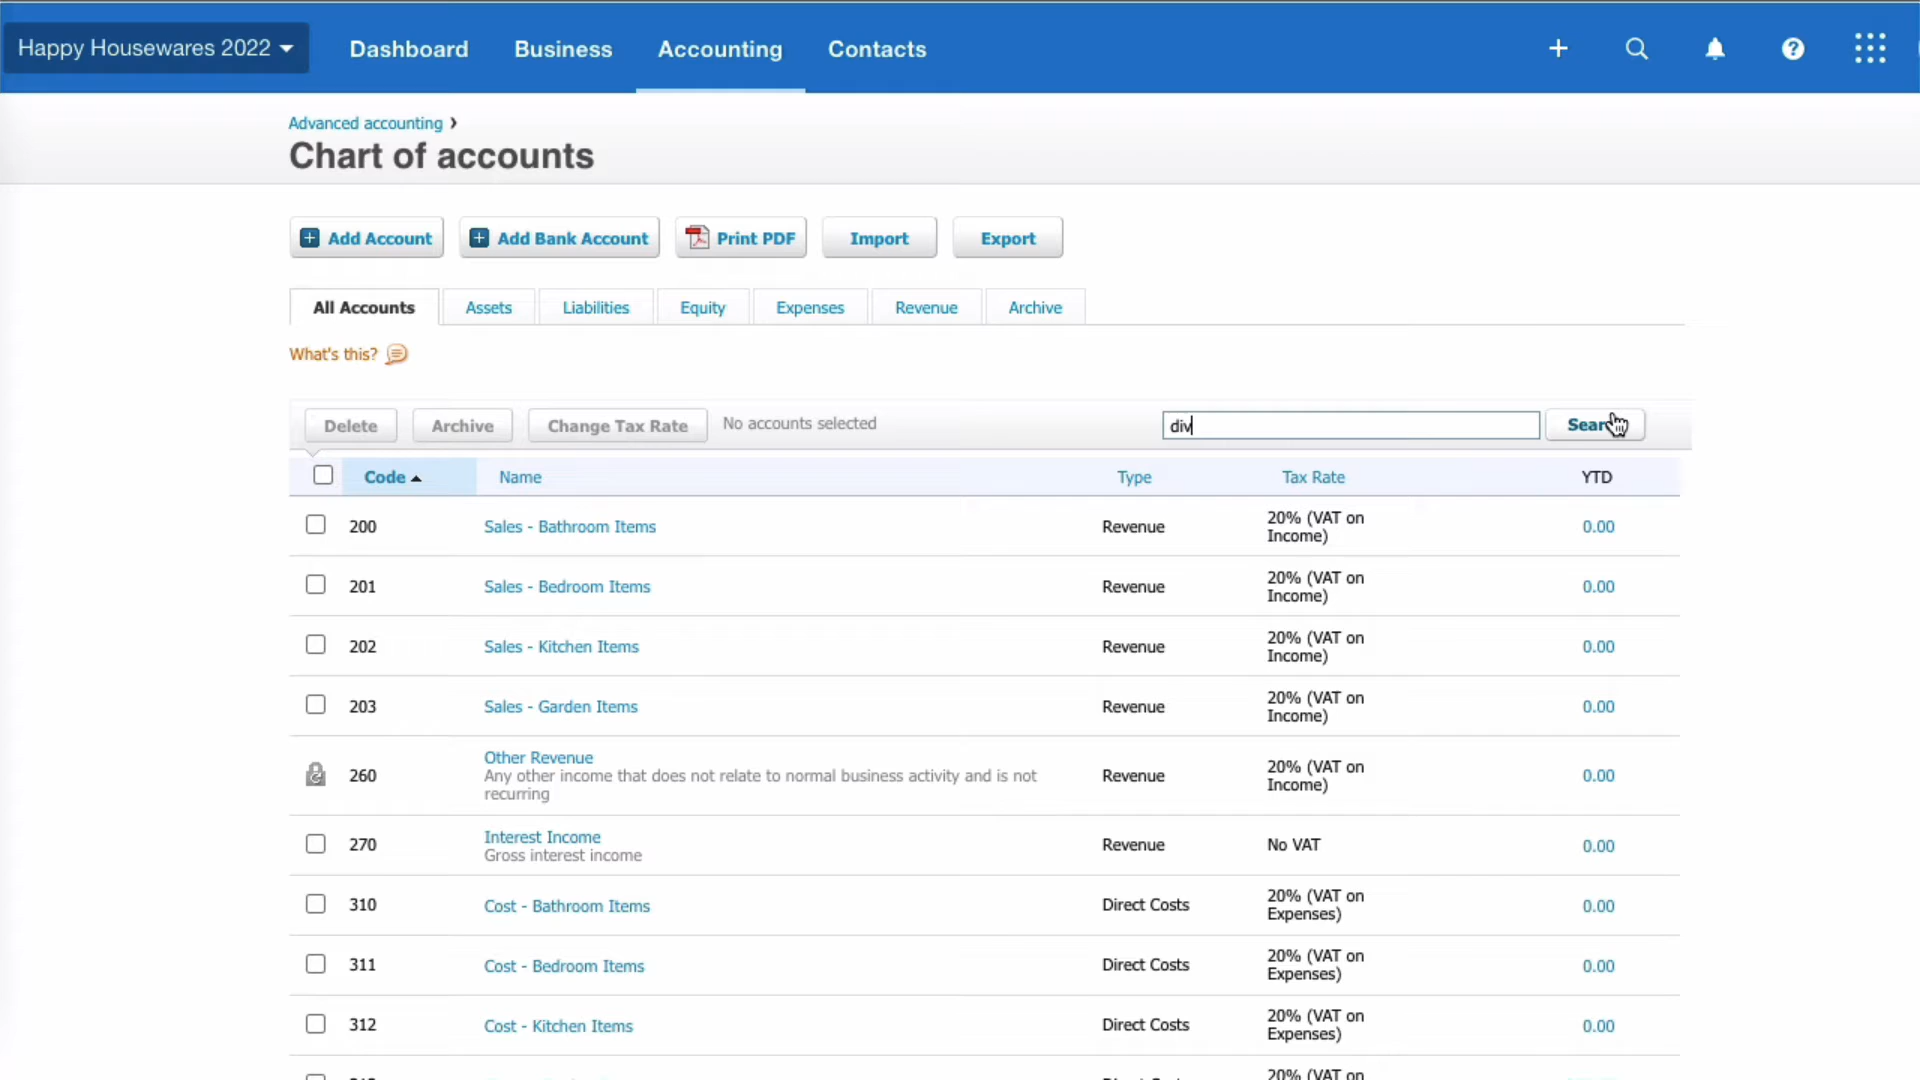 Happy Housewares 2022 Dashboard Business Accounting Contacts
Advanced accounting ›
Chart of accounts
Add Account Add Bank Account Print PDF Import Export
All Accounts Assets Liabilities Equity Expenses Revenue Archive
What's this?
Delete Archive Change Tax Rate No accounts selected div
Code Name Type Tax Rate YTD
200 Sales - Bathroom Items Revenue 20% (VAT on Income) 0.00
201 Sales - Bedroom Items Revenue 20% (VAT on Income) 0.00
202 Sales - Kitchen Items Revenue 20% (VAT on Income) 0.00
203 Sales - Garden Items Revenue 20% (VAT on Income) 0.00
Other Revenue
260 Any other income that does not relate to normal business activity and is not recurring Revenue 20% (VAT on Income) 0.00
Interest Income
270 Gross interest income Revenue No VAT 0.00
310 Cost - Bathroom Items Direct Costs 20% (VAT on Expenses) 0.00
311 Cost - Bedroom Items Direct Costs 20% (VAT on Expenses) 0.00
312 Cost - Kitchen Items Direct Costs 20% (VAT on Expenses) 0.00
20% (VAT on